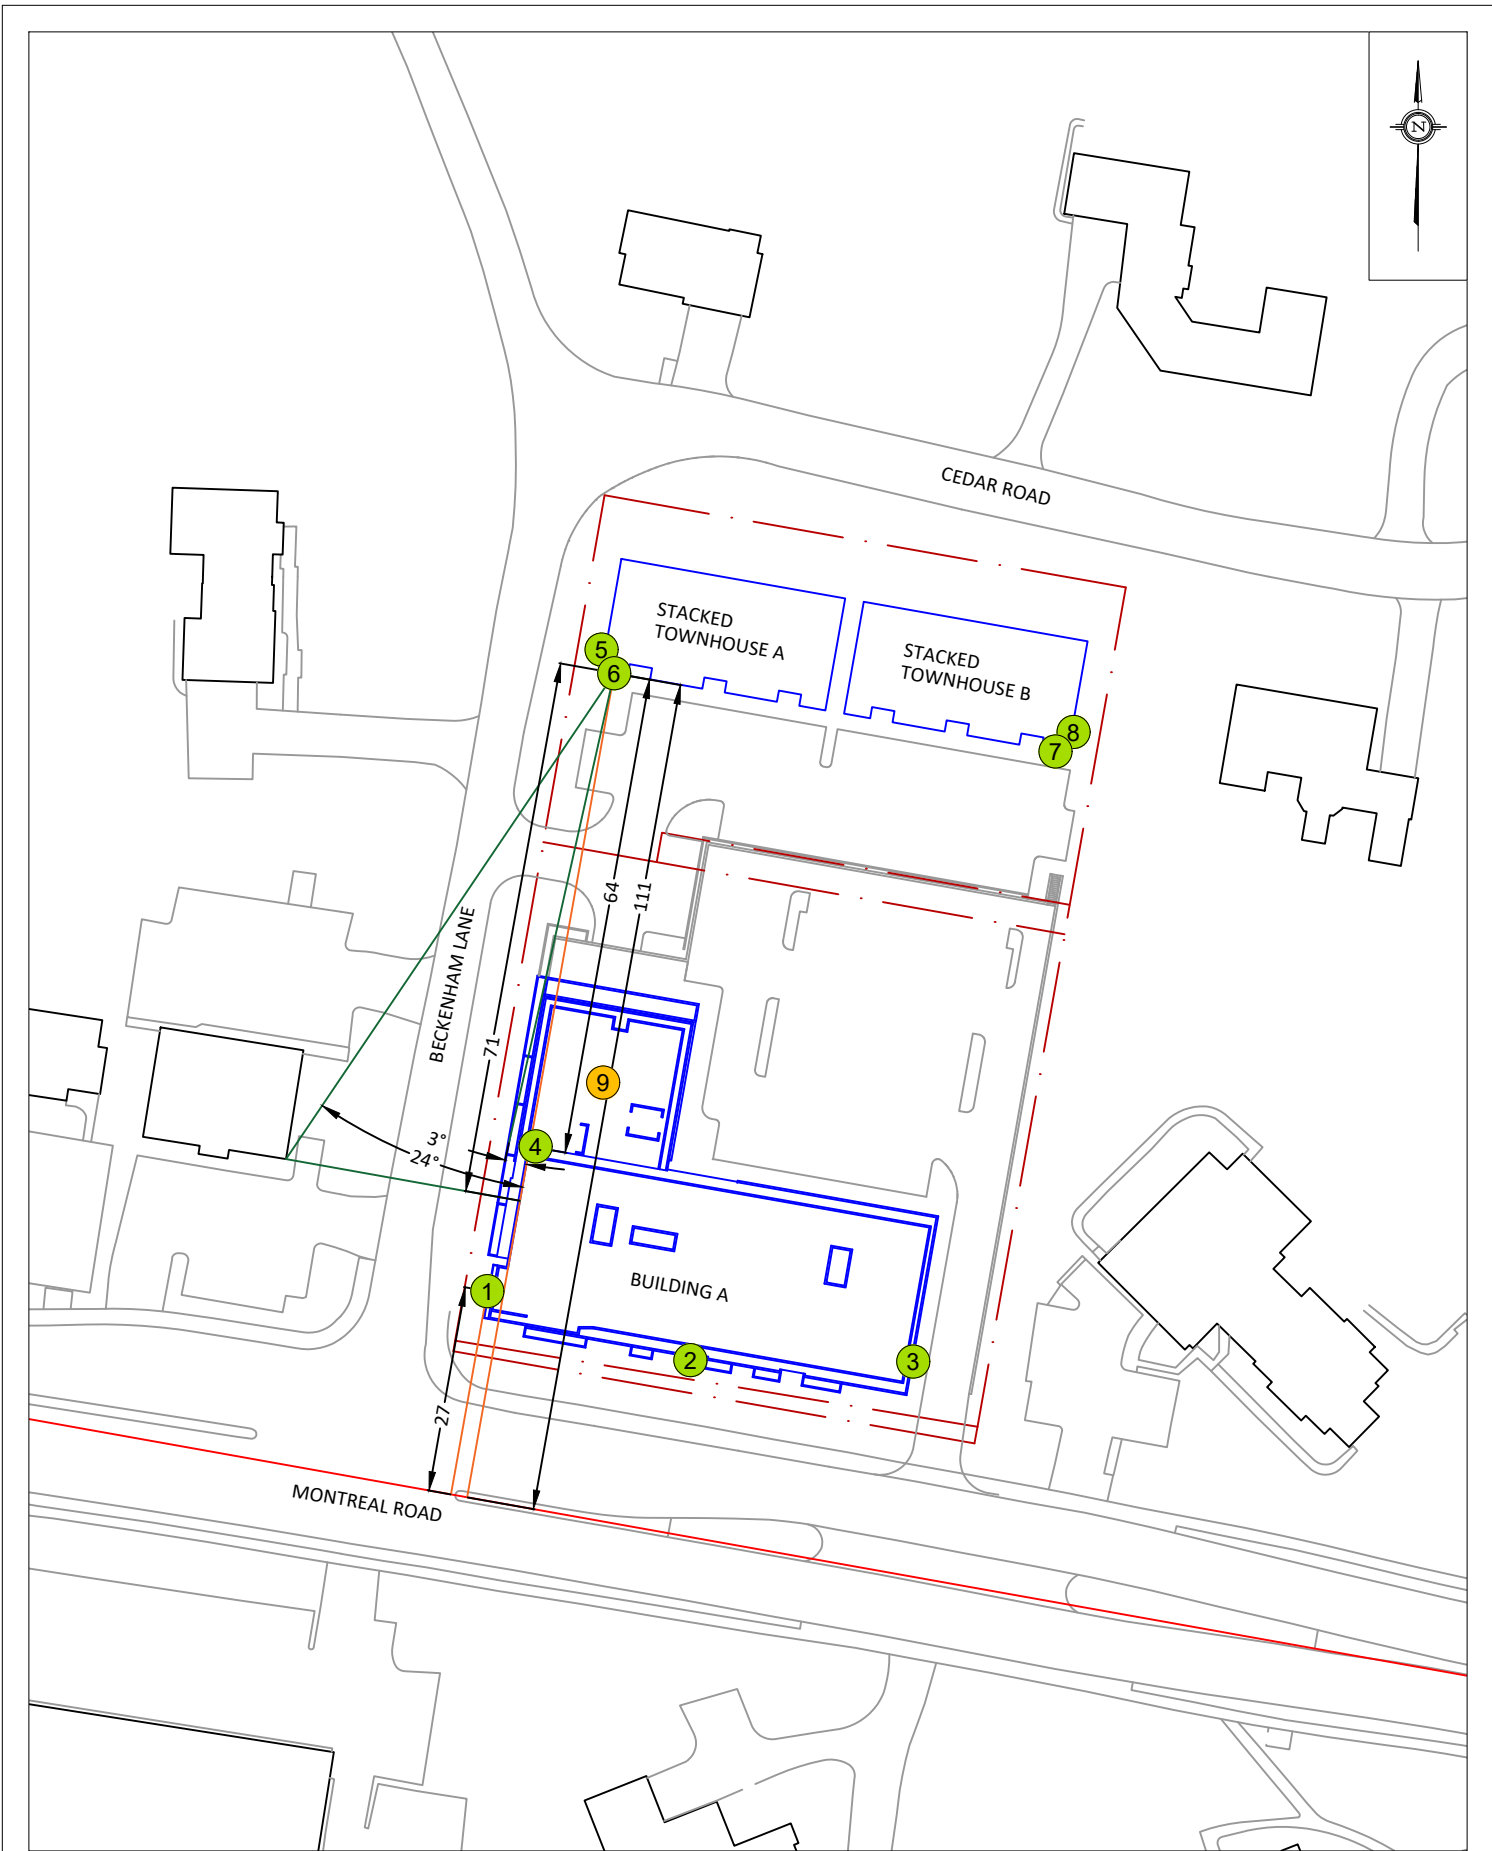 N
CEDAR ROAD
STACKED
TOWNHOUSE A
STACKED
TOWNHOUSE B
5
6
8
7
64
111
BECKENHAM LANE
71
9
3°
24°
4
1
BUILDING A
2
3
27
MONTREAL ROAD